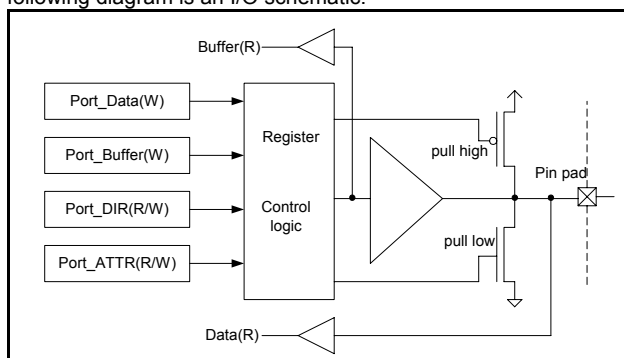 following diagram is an I/O schematic.
Buffer(R)
Port_Data(W)
Port_Buffer(W)
Port_DIR(R/W)
Port_ATTR(R/W)
Register
Control
logic
pull high
Pin pad
pull low
Data(R)